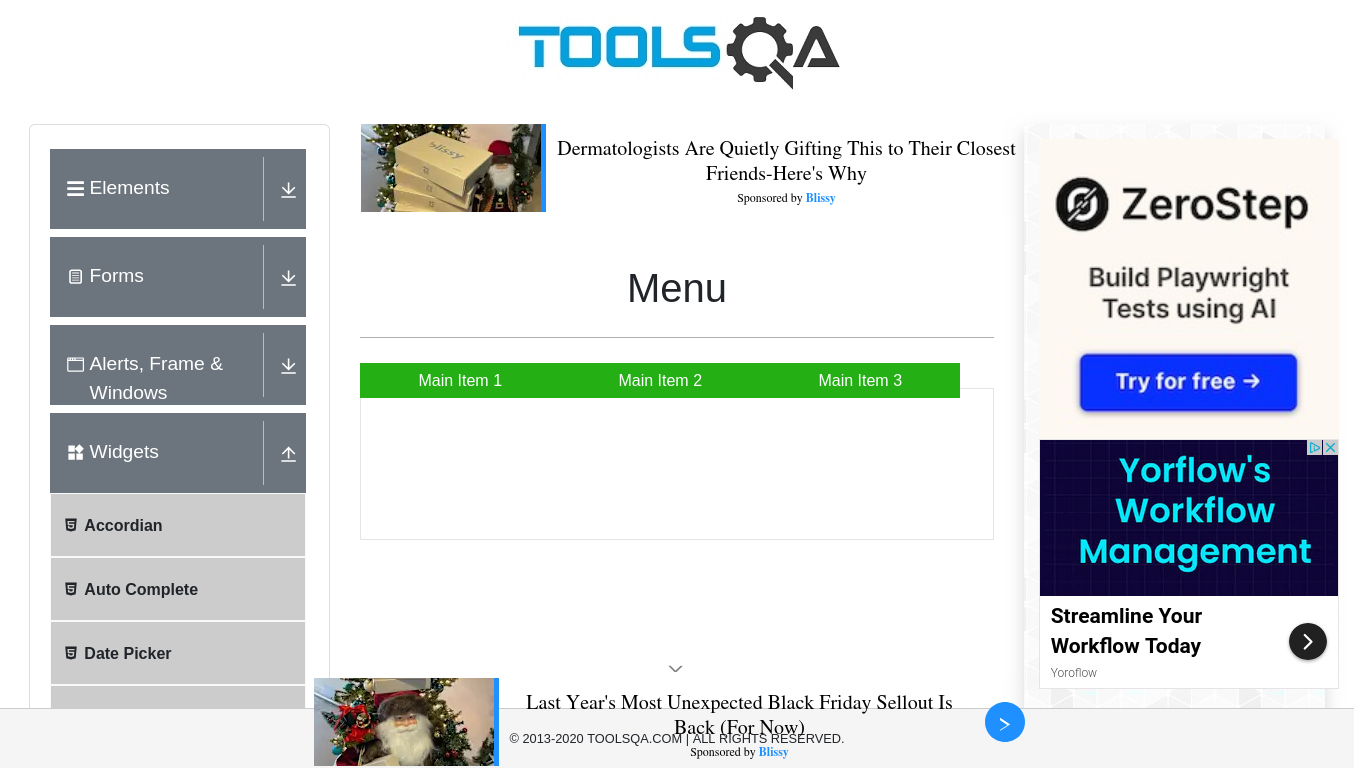 TOOLSQA
Elements
Forms
Alerts, Frame &
Windows
Widgets
Accordian
Auto Complete
Date Picker
blissy
Dermatologists Are Quietly Gifting This to Their Closest
Friends-Here's Why
Sponsored by Blissy
Menu
Main Item 1
Main Item 2
Main Item 3
ZeroStep
Build Playwright
Tests using AI
Try for free →
Yorflow's
Workflow
Management
Streamline Your
Workflow Today
Yoroflow
Last Year's Most Unexpected Black Friday Sellout Is
Back (For Now)
© 2013-2020 TOOLSQA.COM | ALL RIGHTS RESERVED.
Sponsored by Blissy